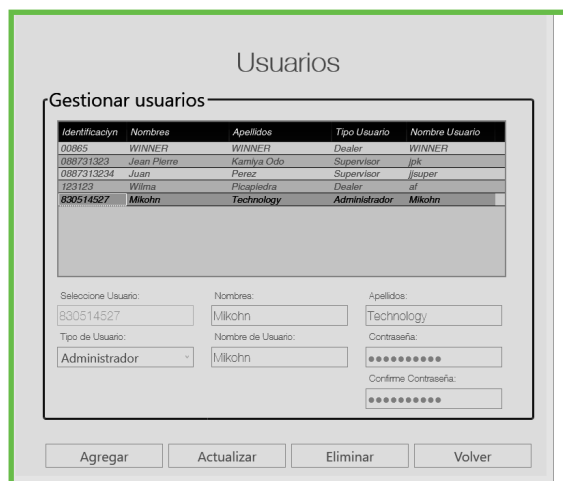 Usuarios
Gestionar usuarios
Identificaciyn Nombres Apellidos Tipo Usuario Nombre Usuario
00865 WINNER WINNER Dealer WINNER
088731323 Jean Pierre Kamiya Odo Supervisor jpk
0887313234 Juan Perez Supervisor jjsuper
123123 Wilma Picapiedra Dealer af
830514527 Mikohn Technology Administrador Mikohn
Seleccione Usuario: Nombres: Apellidos:
830514527 Mikohn Technology
Tipo de Usuario: Nombre de Usuario: Contraseña:
Administrador Mikohn ●●●●●●●●●●
Confirme Contraseña:
●●●●●●●●●●
Agregar Actualizar Eliminar Volver